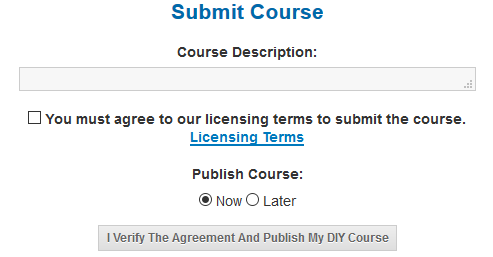 Submit Course
Course Description:
You must agree to our licensing terms to submit the course.
Licensing Terms
Publish Course:
Now Later
I Verify The Agreement And Publish My DIY Course